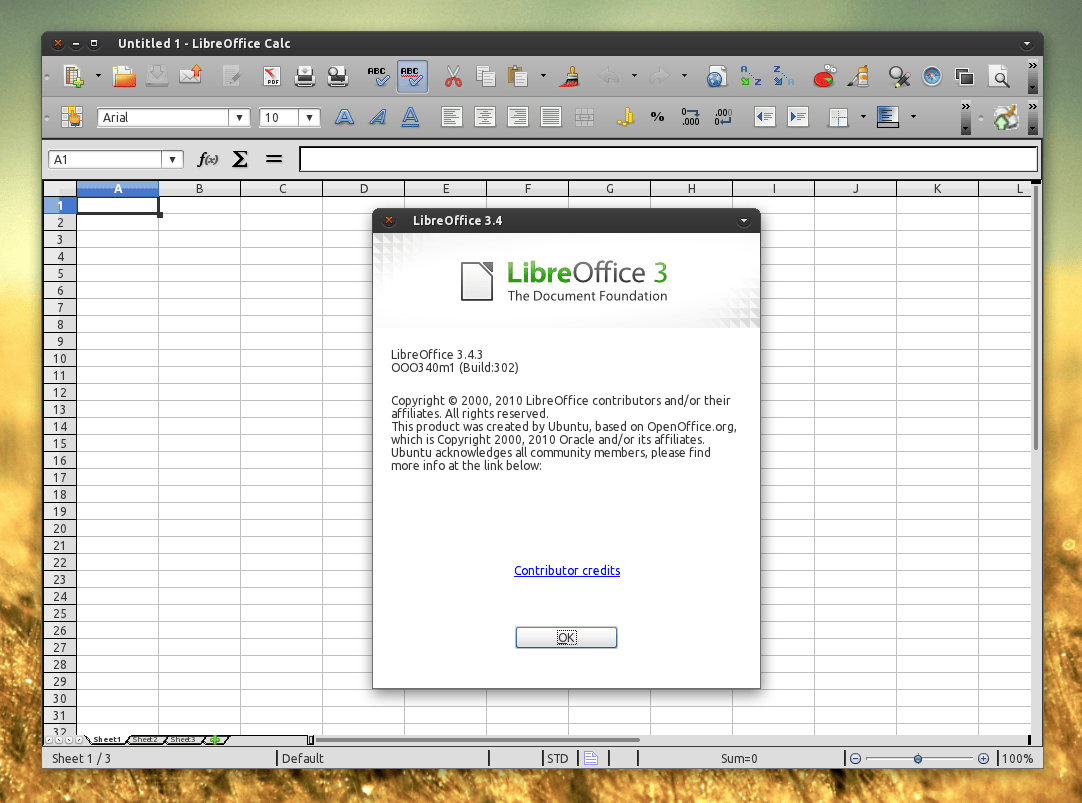 Untitled 1 - LibreOffice Calc
PDF
ABC
ABC
Arial
10
%
A1
f(x) Σ =
A B C D E F G H I J K L
1
2
3
4
5
6
7
8
9
10
11
12
13
14
15
16
17
18
19
20
21
22
23
24
25
26
27
28
29
30
31
32
LibreOffice 3.4
LibreOffice 3
The Document Foundation
LibreOffice 3.4.3
OOO340m1 (Build:302)
Copyright © 2000, 2010 LibreOffice contributors and/or their
affiliates. All rights reserved.
This product was created by Ubuntu, based on OpenOffice.org,
which is Copyright 2000, 2010 Oracle and/or its affiliates.
Ubuntu acknowledges all community members, please find
more info at the link below:
Contributor credits
OK
Sheet1 Sheet2 Sheet3
Sheet 1 / 3 Default STD Sum=0 100%